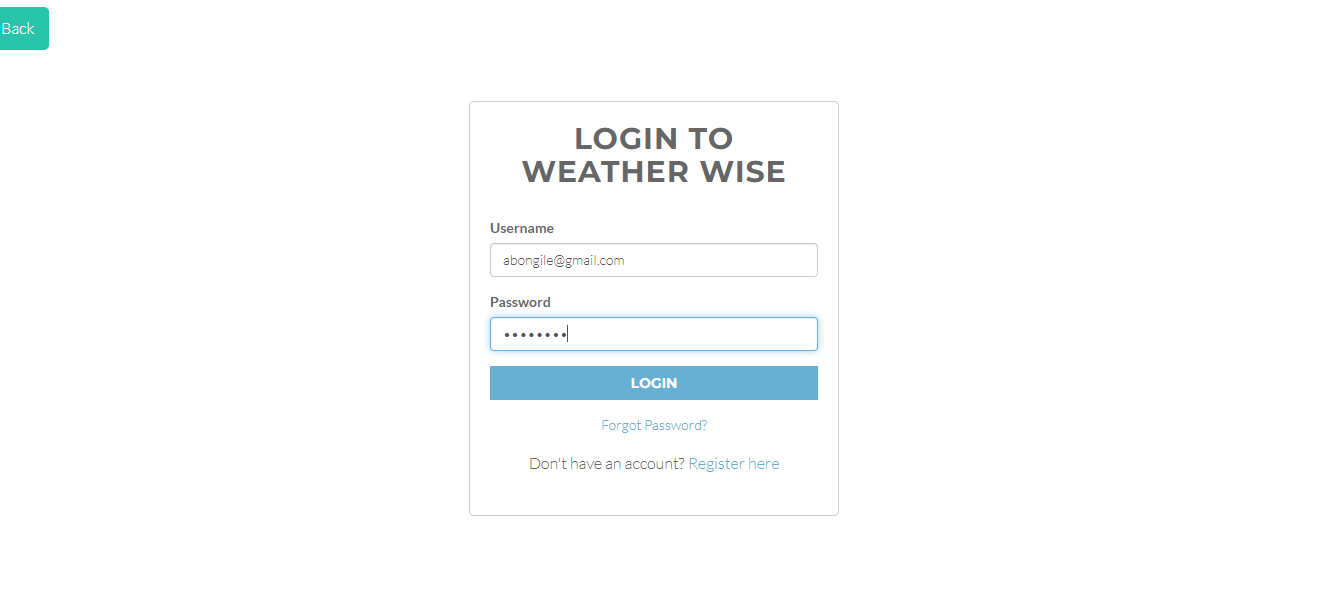 Back
LOGIN TO
WEATHER WISE
Username
abongile@gmail.com
Password
••••••••
LOGIN
Forgot Password?
Don't have an account? Register here